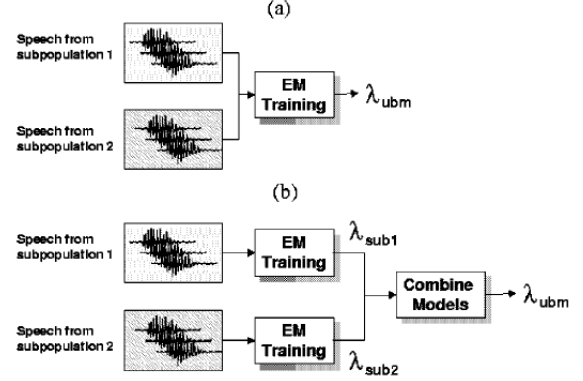 (a)
Speech from
subpopulation 1
EM
Training
λubm
Speech from
subpopulation 2
(b)
Speech from
subpopulation 1
EM
Training
λsub1
Combine
Models
λubm
Speech from
subpopulation 2
EM
Training
λsub2